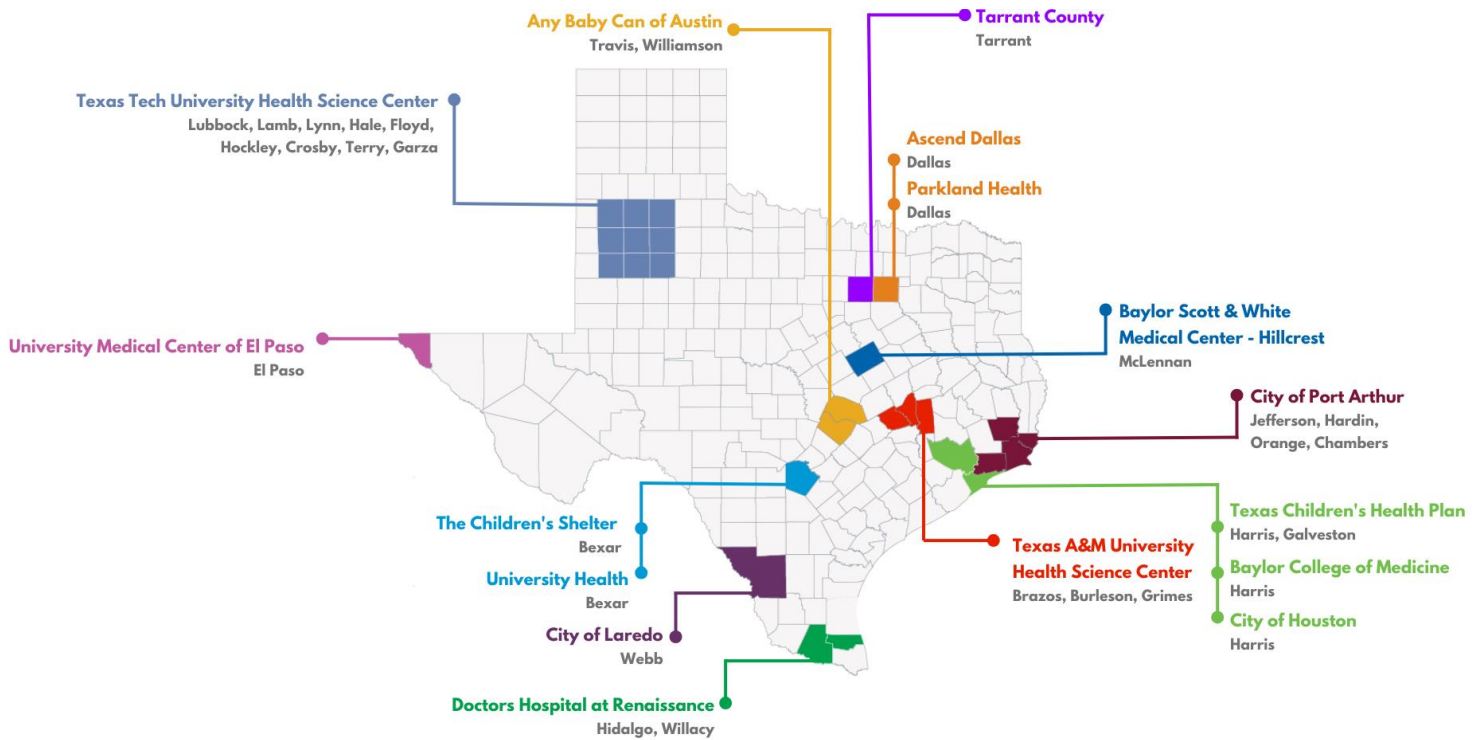 Any Baby Can of Austin
Travis, Williamson
Tarrant County
Tarrant
Texas Tech University Health Science Center
Lubbock, Lamb, Lynn, Hale, Floyd,
Hockley, Crosby, Terry, Garza
Ascend Dallas
Dallas
Parkland Health
Dallas
University Medical Center of El Paso
El Paso
Baylor Scott & White
Medical Center - Hillcrest
McLennan
City of Port Arthur
Jefferson, Hardin,
Orange, Chambers
The Children's Shelter
Bexar
University Health
Bexar
Texas A&M University
Health Science Center
Brazos, Burleson, Grimes
Texas Children's Health Plan
Harris, Galveston
Baylor College of Medicine
Harris
City of Houston
Harris
City of Laredo
Webb
Doctors Hospital at Renaissance
Hidalgo, Willacy